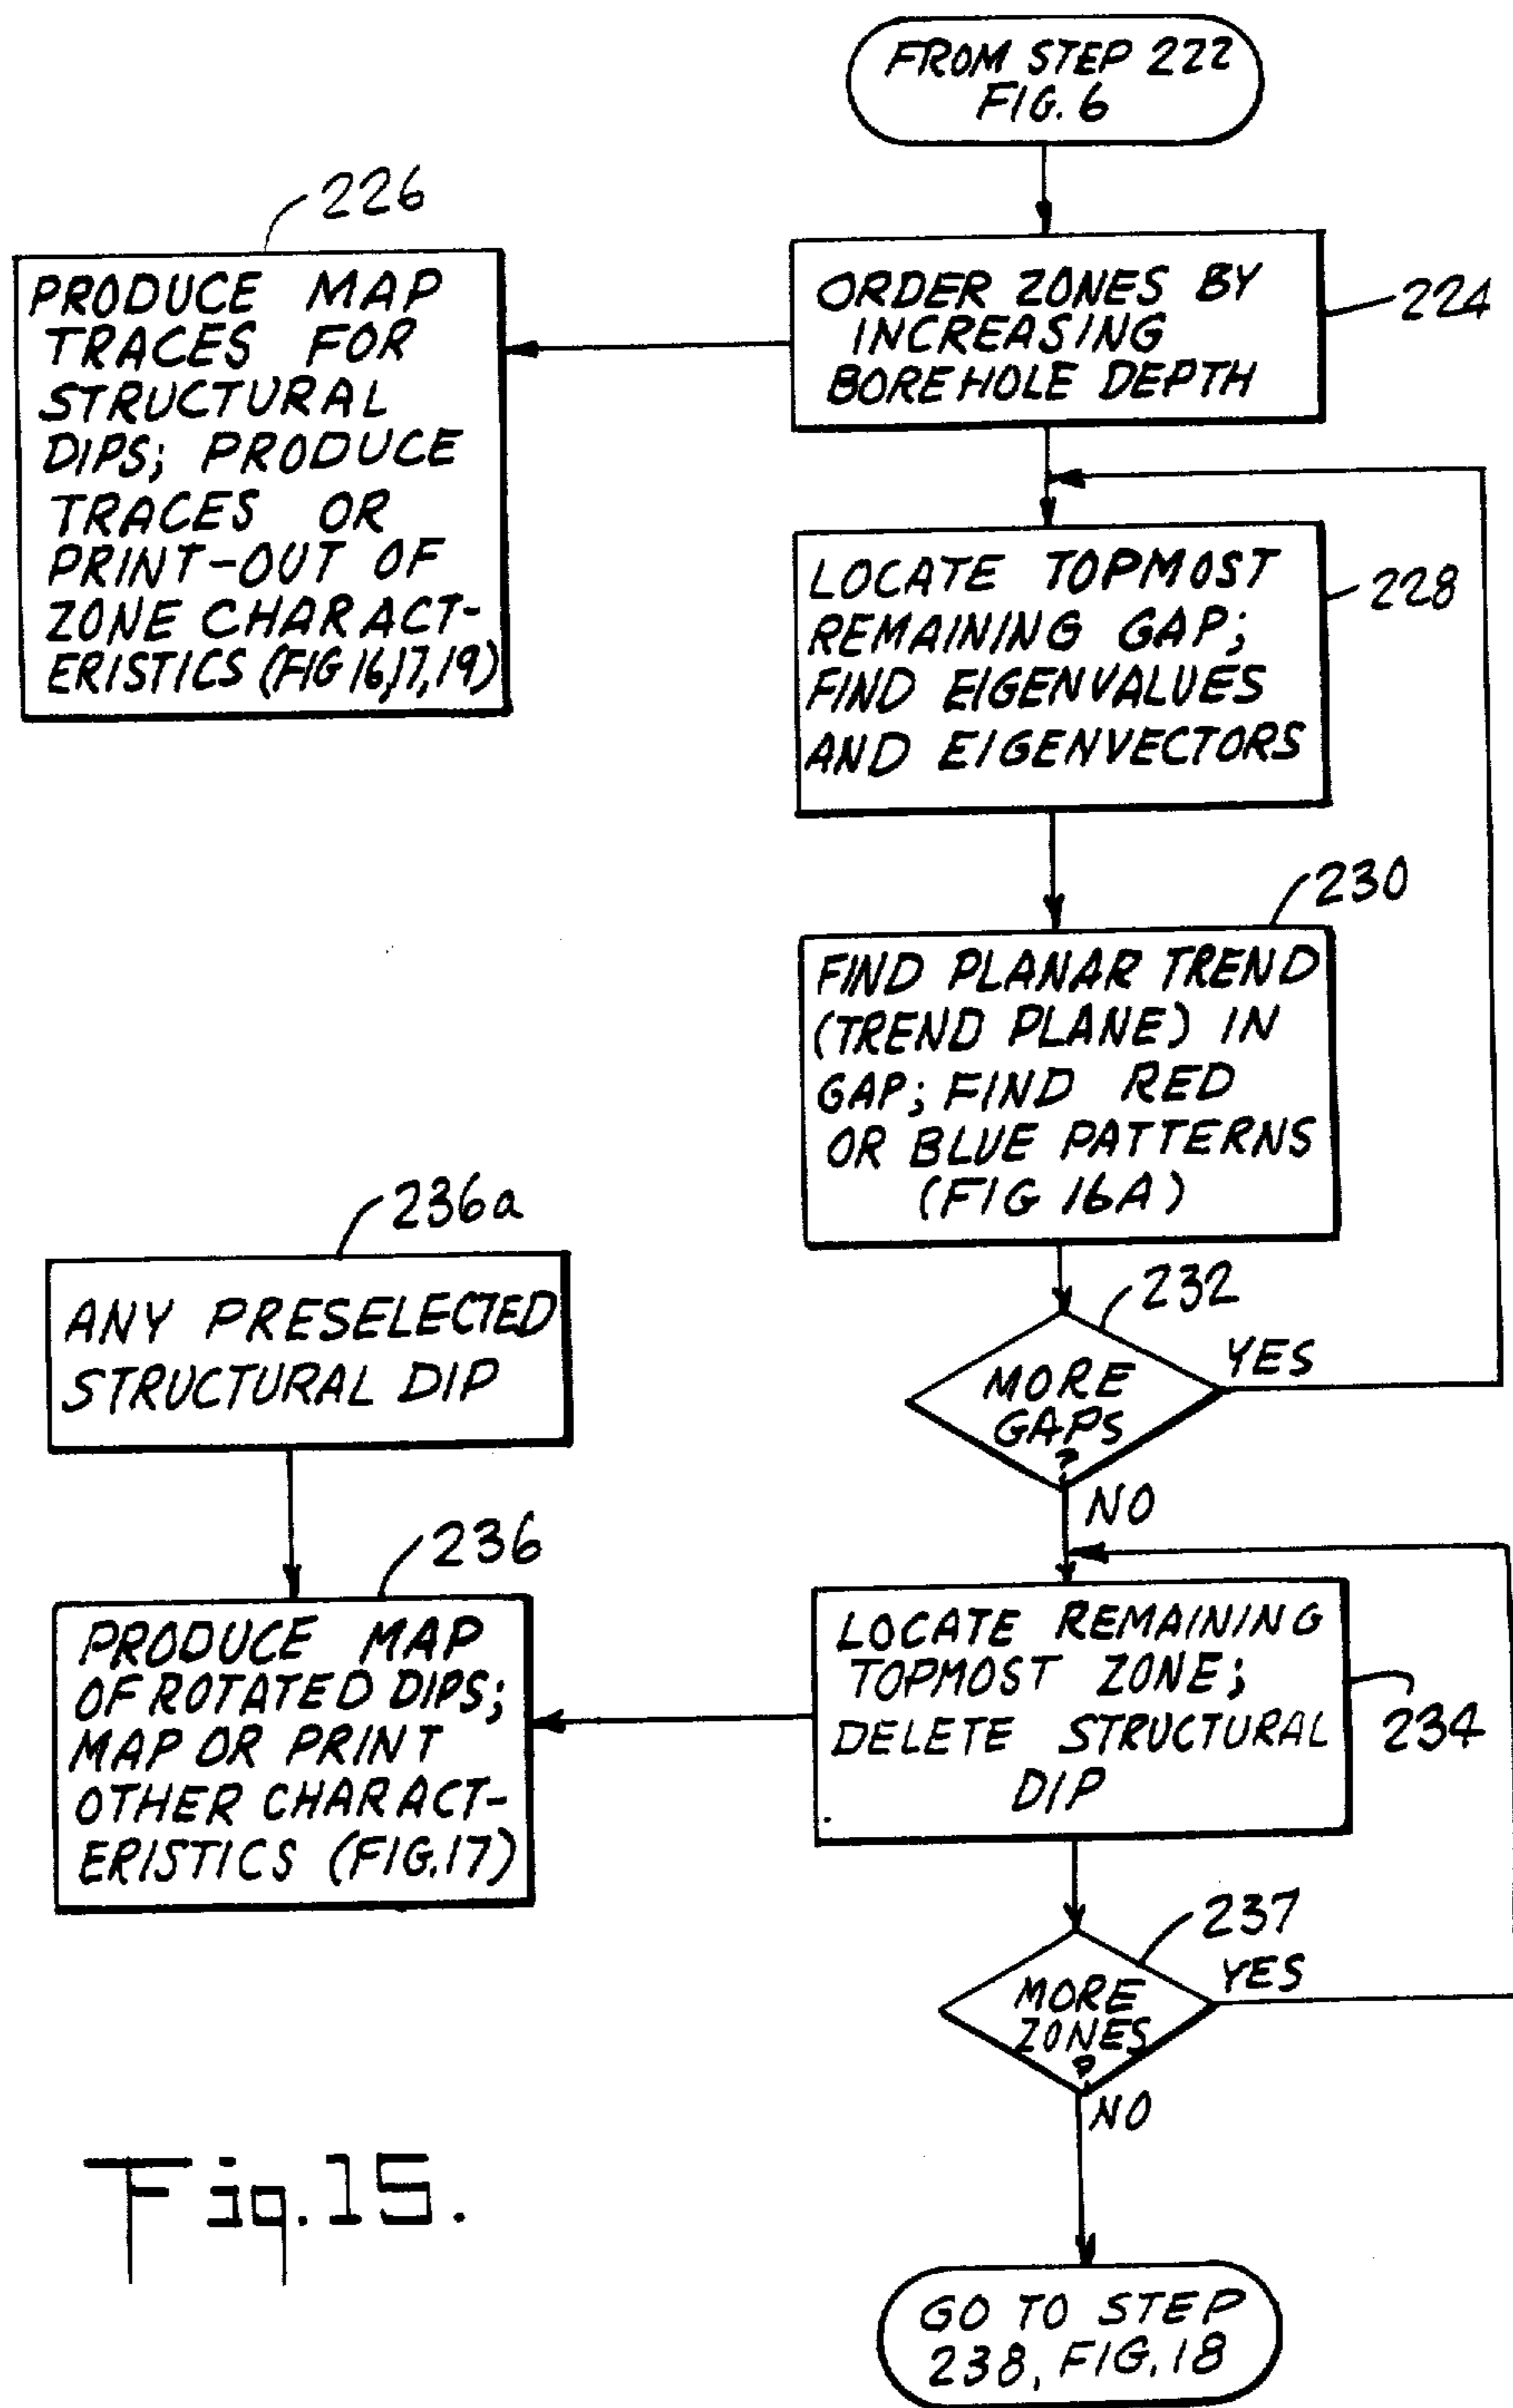 FROM STEP 222
FIG. 6
226
PRODUCE MAP
TRACES FOR
STRUCTURAL
DIPS; PRODUCE
TRACES OR
PRINT-OUT OF
ZONE CHARACT-
ERISTICS (FIG 16,17,19)
ORDER ZONES BY
INCREASING
BOREHOLE DEPTH
224
LOCATE TOPMOST
REMAINING GAP;
FIND EIGENVALUES
AND EIGENVECTORS
228
230
FIND PLANAR TREND
(TREND PLANE) IN
GAP; FIND RED
OR BLUE PATTERNS
(FIG 16A)
232
MORE
GAPS
?
YES
NO
236a
ANY PRESELECTED
STRUCTURAL DIP
236
PRODUCE MAP
OF ROTATED DIPS;
MAP OR PRINT
OTHER CHARACT-
ERISTICS (FIG.17)
LOCATE REMAINING
TOPMOST ZONE;
DELETE STRUCTURAL
DIP
234
237
MORE
ZONES
?
YES
NO
GO TO STEP
238, FIG. 18
Fig. 15.